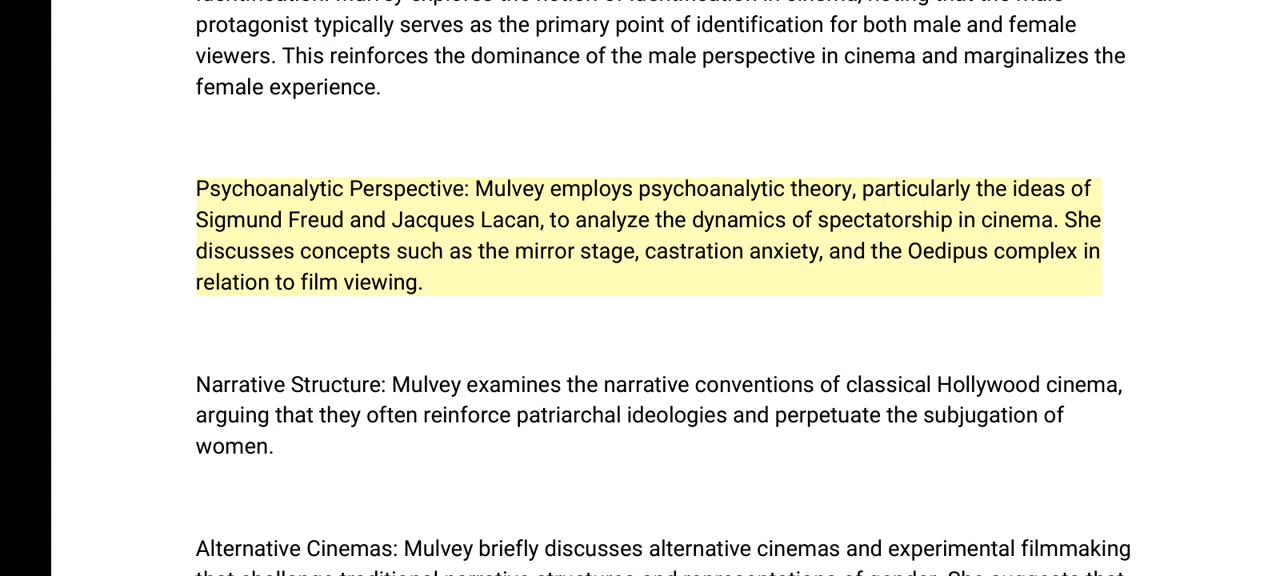 protagonist typically serves as the primary point of identification for both male and female
viewers. This reinforces the dominance of the male perspective in cinema and marginalizes the
female experience.
Psychoanalytic Perspective: Mulvey employs psychoanalytic theory, particularly the ideas of
Sigmund Freud and Jacques Lacan, to analyze the dynamics of spectatorship in cinema. She
discusses concepts such as the mirror stage, castration anxiety, and the Oedipus complex in
relation to film viewing.
Narrative Structure: Mulvey examines the narrative conventions of classical Hollywood cinema,
arguing that they often reinforce patriarchal ideologies and perpetuate the subjugation of
women.
Alternative Cinemas: Mulvey briefly discusses alternative cinemas and experimental filmmaking